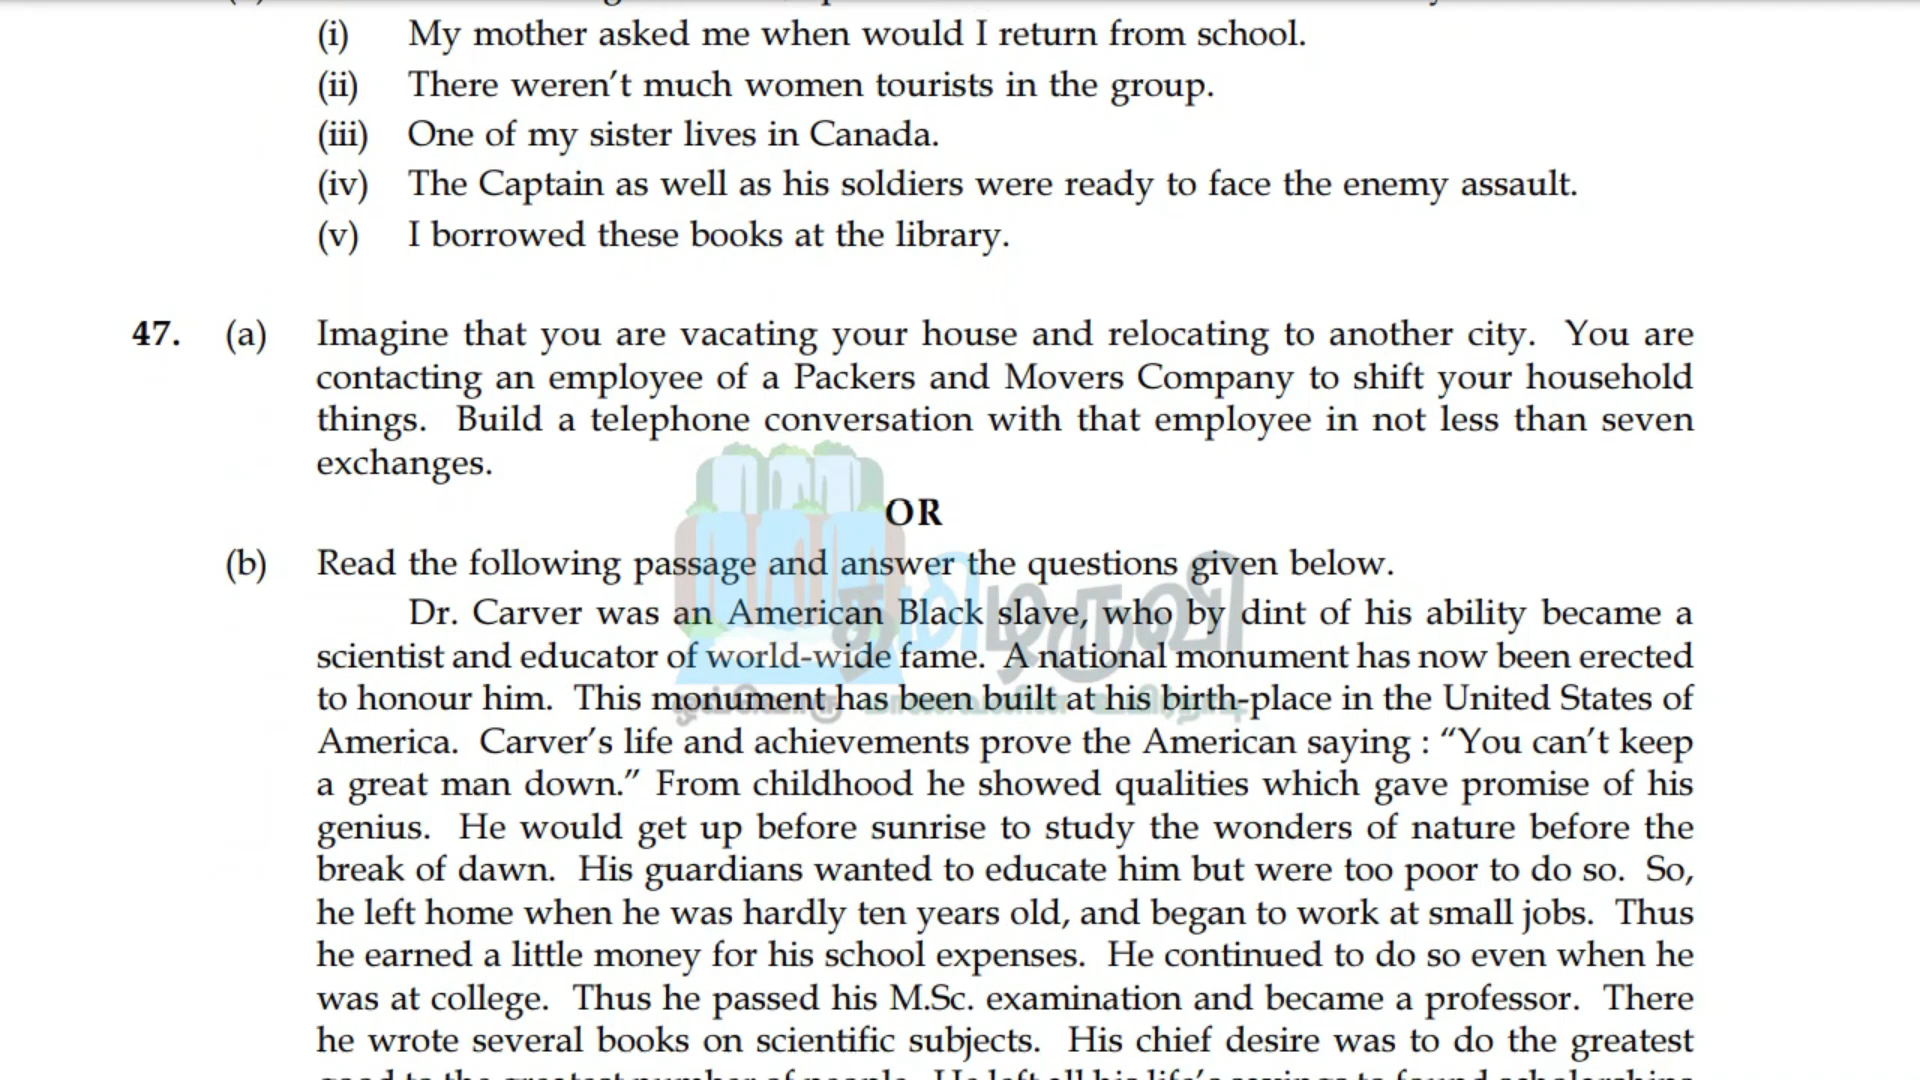 (i) My mother asked me when would I return from school.
(ii) There weren't much women tourists in the group.
(iii) One of my sister lives in Canada.
(iv) The Captain as well as his soldiers were ready to face the enemy assault.
(v) I borrowed these books at the library.
47. (a) Imagine that you are vacating your house and relocating to another city. You are
contacting an employee of a Packers and Movers Company to shift your household
things. Build a telephone conversation with that employee in not less than seven
exchanges.
OR
(b) Read the following passage and answer the questions given below.
Dr. Carver was an American Black slave, who by dint of his ability became a
scientist and educator of world-wide fame. A national monument has now been erected
to honour him. This monument has been built at his birth-place in the United States of
America. Carver's life and achievements prove the American saying : “You can't keep
a great man down.” From childhood he showed qualities which gave promise of his
genius. He would get up before sunrise to study the wonders of nature before the
break of dawn. His guardians wanted to educate him but were too poor to do so. So,
he left home when he was hardly ten years old, and began to work at small jobs. Thus
he earned a little money for his school expenses. He continued to do so even when he
was at college. Thus he passed his M.Sc. examination and became a professor. There
he wrote several books on scientific subjects. His chief desire was to do the greatest
தமிழருவி